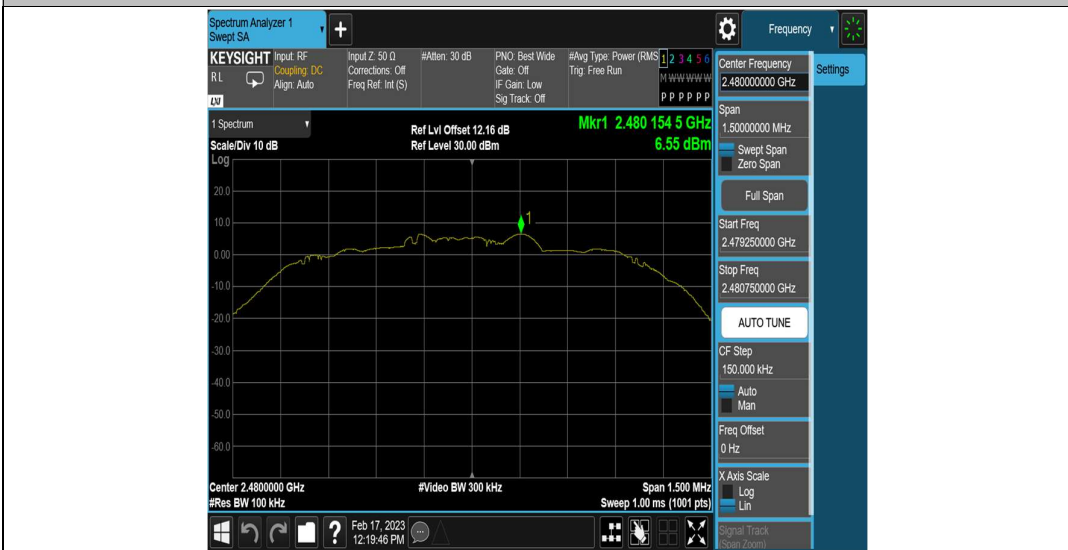 Spectrum Analyzer 1
Swept SA
+
Frequency
KEYSIGHT
RL
LXI
Input: RF
Coupling: DC
Align: Auto
Input Z: 50 Ω
Corrections: Off
Freq Ref: Int (S)
#Atten: 30 dB
PNO: Best Wide
Gate: Off
IF Gain: Low
Sig Track: Off
#Avg Type: Power (RMS
Trig: Free Run
1 2 3 4 5 6
M W W W W W
P P P P P P
Center Frequency
2.480000000 GHz
Settings
Span
1.50000000 MHz
Swept Span
Zero Span
Full Span
Start Freq
2.479250000 GHz
Stop Freq
2.480750000 GHz
AUTO TUNE
CF Step
150.000 kHz
Auto
Man
Freq Offset
0 Hz
X Axis Scale
Log
Lin
Signal Track
(Span Zoom)
1 Spectrum
Scale/Div 10 dB
Ref Lvl Offset 12.16 dB
Ref Level 30.00 dBm
Mkr1 2.480 154 5 GHz
6.55 dBm
Log
20.0
10.0
0.00
-10.0
-20.0
-30.0
-40.0
-50.0
-60.0
1
Center 2.4800000 GHz
#Res BW 100 kHz
#Video BW 300 kHz
Span 1.500 MHz
Sweep 1.00 ms (1001 pts)
?
Feb 17, 2023
12:19:46 PM